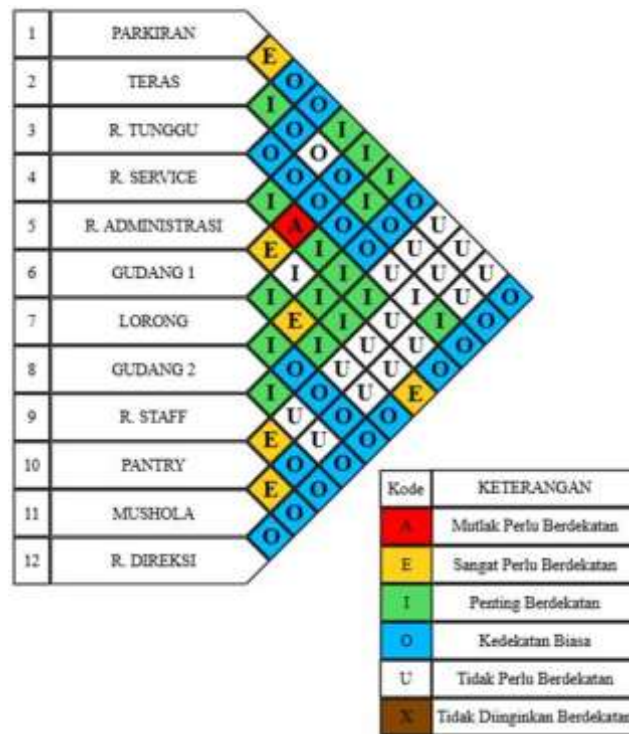 1 PARKIRAN
E
2 TERAS O
I O
3 R. TUNGGU O I
O O I
4 R. SERVICE O O I
I O I O
5 R. ADMINISTRASI A O O U
E I O U U
6 GUDANG 1 I I U U U
I I I I U O
7 LORONG E I U I O
I I U U O
8 GUDANG 2 O U U O
I O U E
9 R. STAFF U O O
E U O
10 PANTRY O O
E O
11 MUSHOLA O
O
12 R. DIREKSI
Kode KETERANGAN
A Mutlak Perlu Berdekatan
E Sangat Perlu Berdekatan
I Penting Berdekatan
O Kedekatan Biasa
U Tidak Perlu Berdekatan
X Tidak Diinginkan Berdekatan